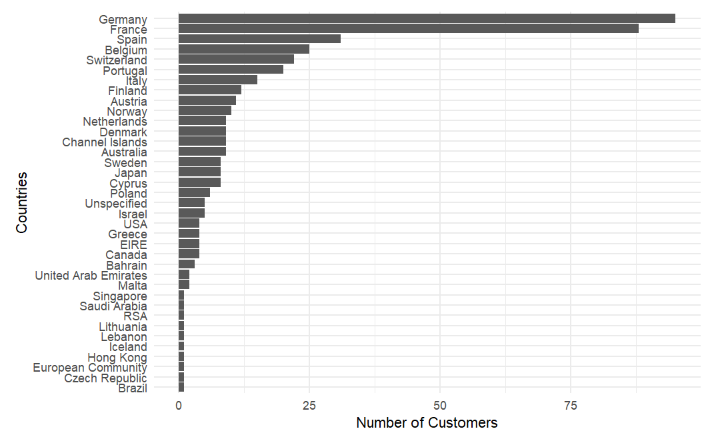 Germany
France
Spain
Belgium
Switzerland
Portugal
Italy
Finland
Austria
Norway
Netherlands
Denmark
Channel Islands
Australia
Sweden
Japan
Cyprus
Poland
Unspecified
Israel
USA
Greece
EIRE
Canada
Bahrain
United Arab Emirates
Malta
Singapore
Saudi Arabia
RSA
Lithuania
Lebanon
Iceland
Hong Kong
European Community
Czech Republic
Brazil
Countries
0 25 50 75
Number of Customers